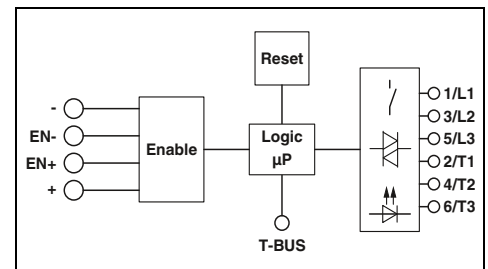 Reset
-
EN-
EN+
+
Enable
Logic
µP
T-BUS
1/L1
3/L2
5/L3
2/T1
4/T2
6/T3